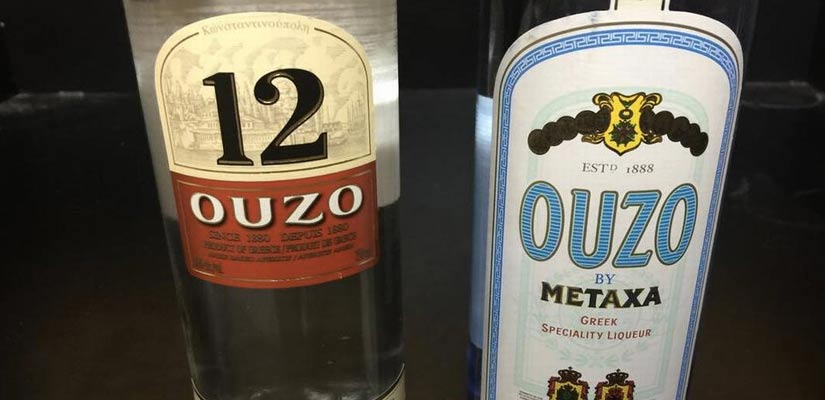 Κωνσταντινούπολη
12
OUZO
SINCE 1880 DEPUIS 1880
PRODUCT OF GREECE / PRODUIT DE GRÈCE
ESTD 1888
OUZO
BY
METAXA
GREEK
SPECIALITY LIQUEUR